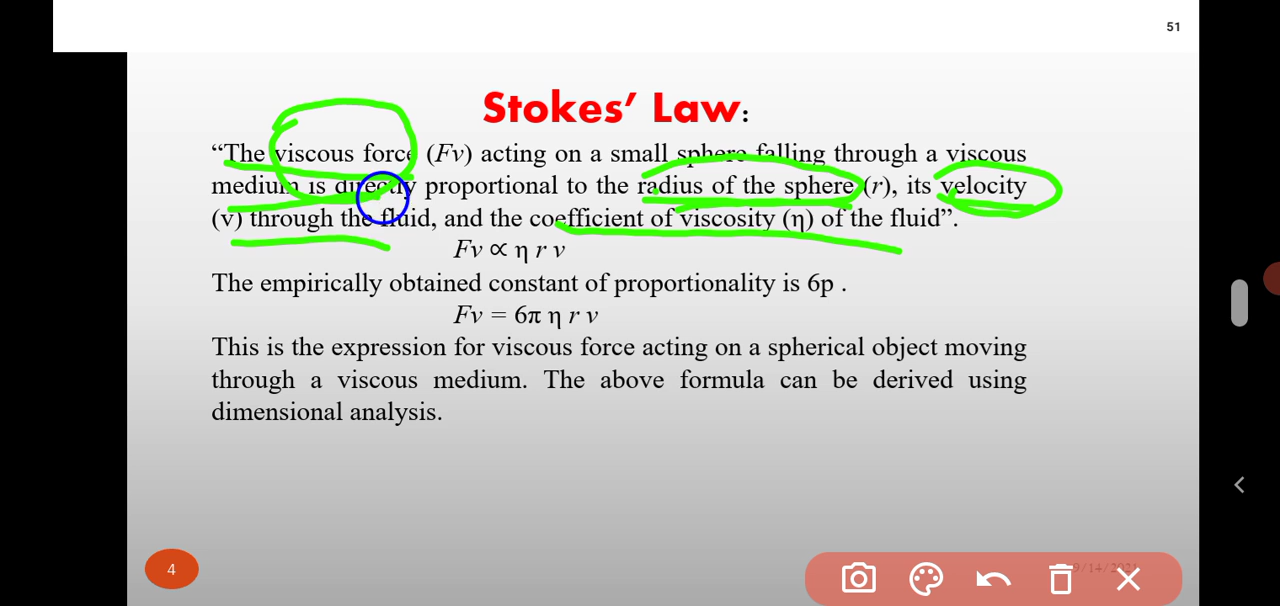 51
Stokes’ Law:
“The viscous force (Fv) acting on a small sphere falling through a viscous
medium is directly proportional to the radius of the sphere (r), its velocity
(v) through the fluid, and the coefficient of viscosity (η) of the fluid”.
Fv ∝ η r v
The empirically obtained constant of proportionality is 6p .
Fv = 6π η r v
This is the expression for viscous force acting on a spherical object moving
through a viscous medium. The above formula can be derived using
dimensional analysis.
4